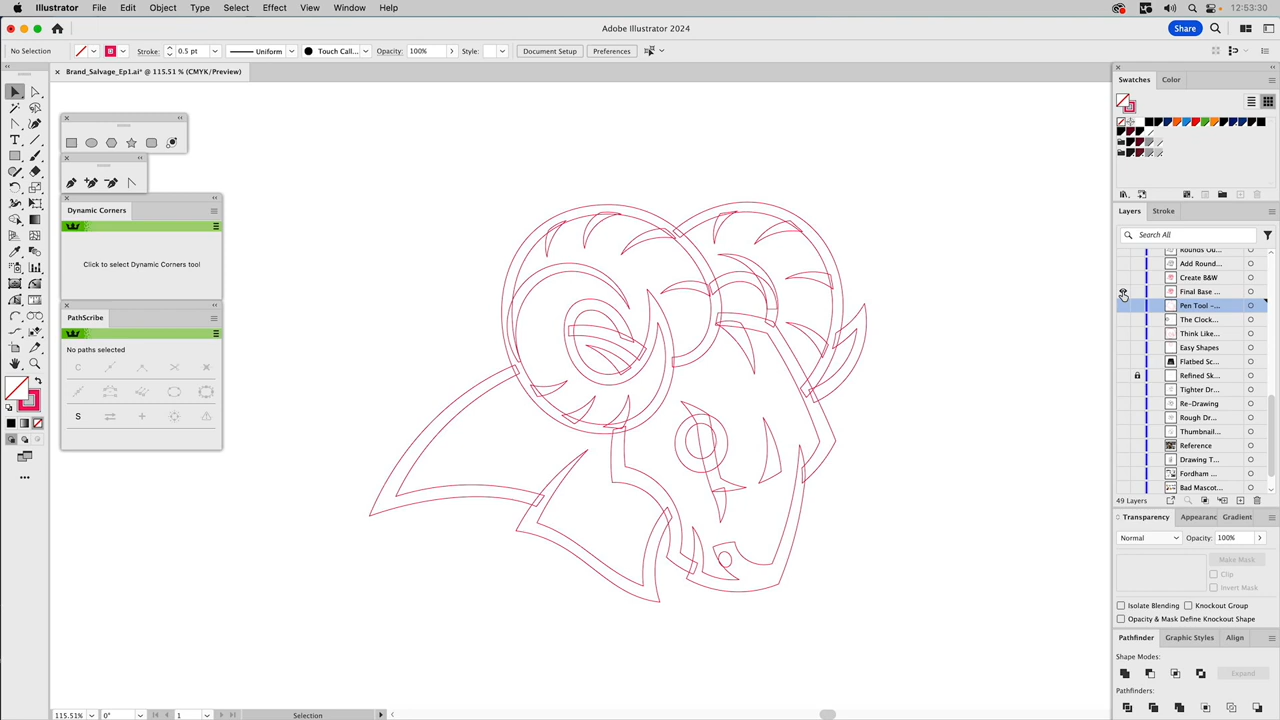 Illustrator File Edit Object Type Select Effect View Window Help 12:53:30
Adobe Illustrator 2024 Share
No Selection Stroke: 0.5 pt Uniform Touch Call... Opacity: 100% Style: Document Setup Preferences
Brand_Salvage_Ep1.ai* @ 115.51 % (CMYK/Preview)
Dynamic Corners
Click to select Dynamic Corners tool
PathScribe
No paths selected
C
S
Swatches Color
Layers Stroke
Search All
Rounds Ou...
Add Round...
Create B&W
Final Base ...
Pen Tool -...
The Clock...
Think Like...
Easy Shapes
Flatbed Sc...
Refined Sk...
Tighter Dr...
Re-Drawing
Rough Dr...
Thumbnail...
Reference
Drawing T...
Fordham ...
Bad Mascot...
49 Layers
Transparency Appearanc Gradient
Normal Opacity: 100%
Make Mask
Clip
Invert Mask
Isolate Blending Knockout Group
Opacity & Mask Define Knockout Shape
Pathfinder Graphic Styles Align
Shape Modes:
Expand
Pathfinders:
115.51% 0° 1 Selection